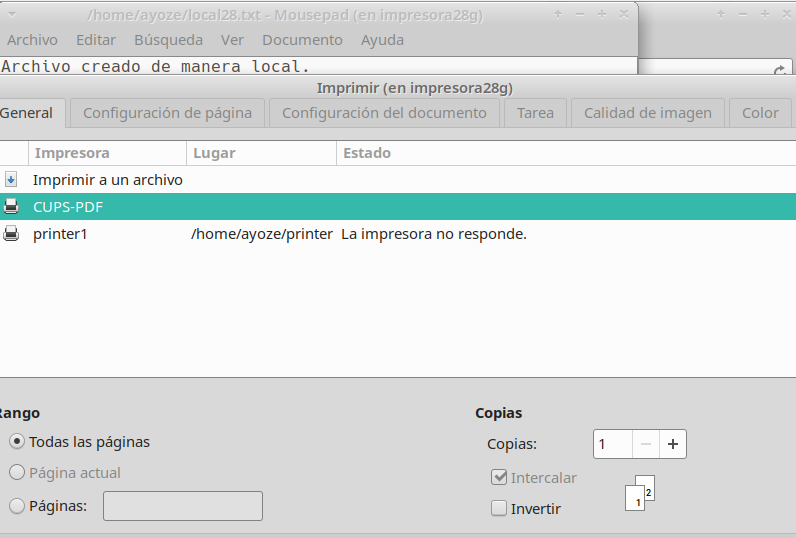 /home/ayoze/local28.txt - Mousepad (en impresora28g)
Archivo Editar Búsqueda Ver Documento Ayuda
Archivo creado de manera local.
Imprimir (en impresora28g)
General Configuración de página Configuración del documento Tarea Calidad de imagen Color
Impresora Lugar Estado
Imprimir a un archivo
CUPS-PDF
printer1 /home/ayoze/printer La impresora no responde.
Rango Copias
Todas las páginas Copias: 1
Página actual Intercalar
Páginas: Invertir
1 2